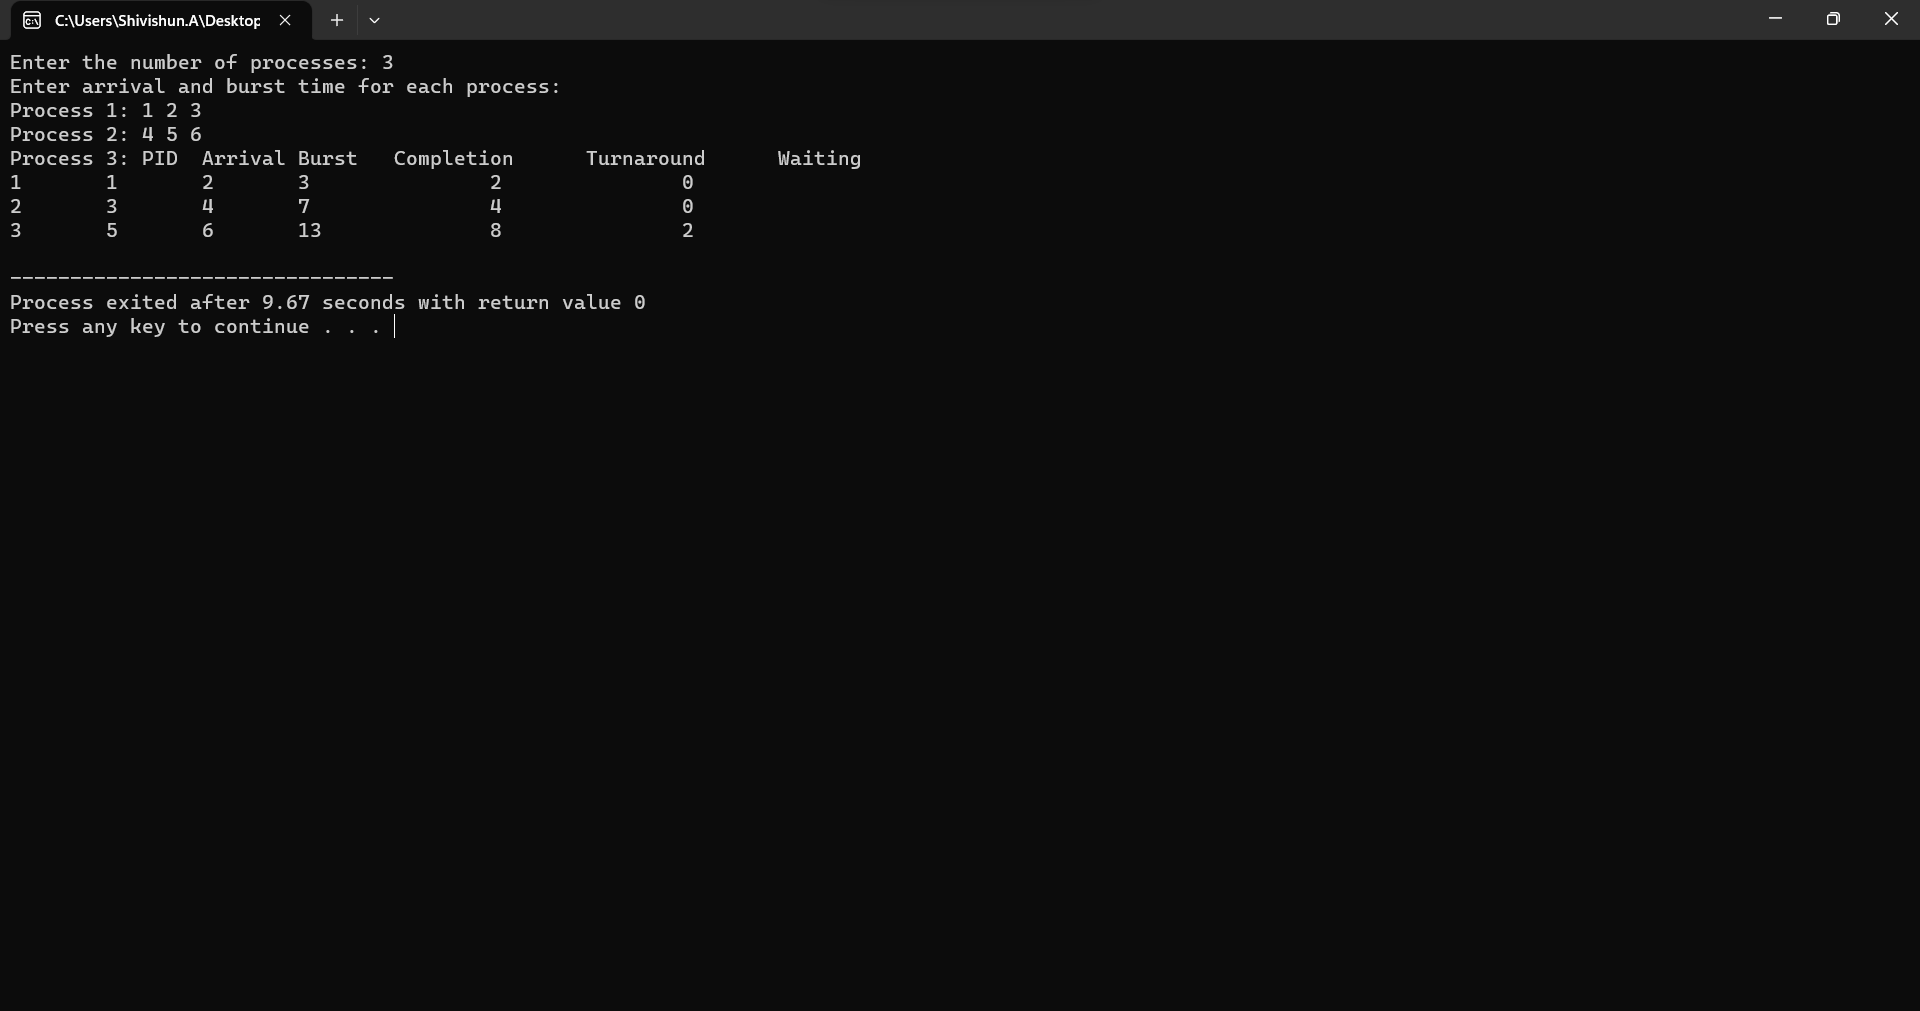 C:\Users\Shivishun.A\Desktop
Enter the number of processes: 3
Enter arrival and burst time for each process:
Process 1: 1 2 3
Process 2: 4 5 6
Process 3: PID  Arrival Burst   Completion      Turnaround      Waiting
1       1       2       3               2               0
2       3       4       7               4               0
3       5       6       13              8               2
--------------------------------
Process exited after 9.67 seconds with return value 0
Press any key to continue . . .